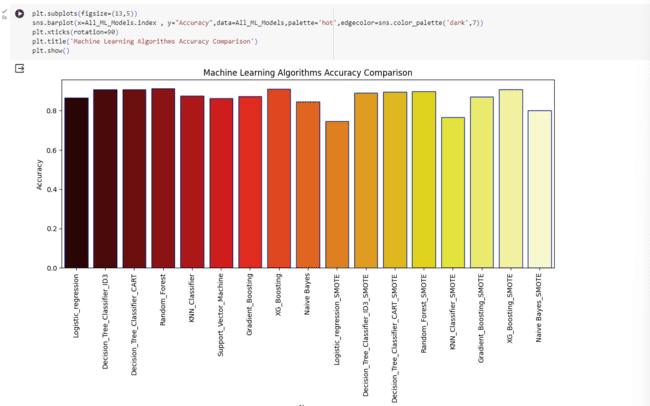 plt.subplots(figsize=(13,5))
sns.barplot(x=All_ML_Models.index , y="Accuracy",data=All_ML_Models,palette='hot',edgecolor=sns.color_palette('dark',7))
plt.xticks(rotation=90)
plt.title('Machine Learning Algorithms Accuracy Comparison')
plt.show()
Machine Learning Algorithms Accuracy Comparison
Accuracy
0.8
0.6
0.4
0.2
0.0
Logistic_regression
Decision_Tree_Classifier_ID3
Decision_Tree_Classifier_CART
Random_Forest
KNN_Classifier
Support_Vector_Machine
Gradient_Boosting
XG_Boosting
Naive Bayes
Logistic_regression_SMOTE
Decision_Tree_Classifier_ID3_SMOTE
Decision_Tree_Classifier_CART_SMOTE
Random_Forest_SMOTE
KNN_Classifier_SMOTE
Gradient_Boosting_SMOTE
XG_Boosting_SMOTE
Naive Bayes_SMOTE